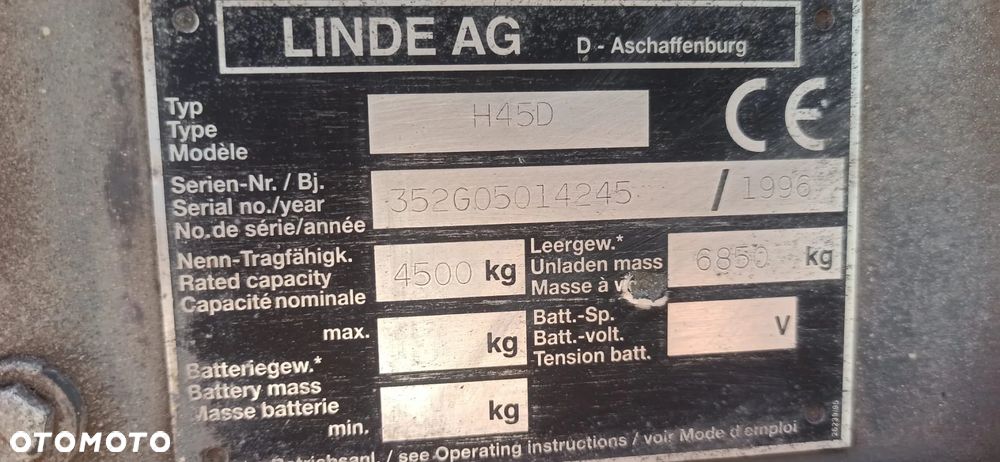 LINDE AG D - Aschaffenburg
Typ
Type
Modèle
H45D
CE
Serien-Nr. / Bj.
Serial no./year
No.de série/année
352G05014245 / 1996
Nenn-Tragfähigk.
Rated capacity
Capacité nominale
4500 kg
Leergew.*
Unladen mass
Masse à
6850 kg
max.
kg
Batt.-Sp.
Batt.-volt.
Tension batt.
V
Batteriegew.*
Battery mass
Masse batterie
min.
kg
/ see Operating instructions / voir Mode d'emploi
OTOMOTO